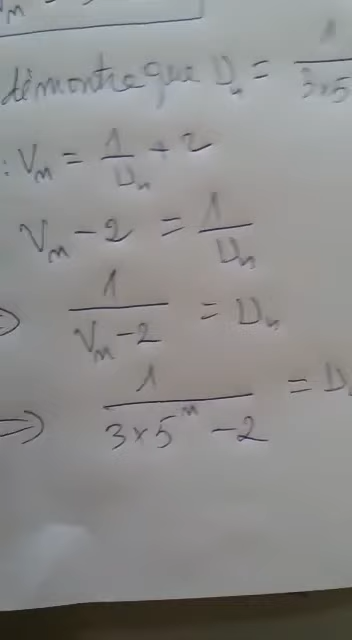 démontre que Un = 1 / 3×5
: Vn = 1/Un + 2
Vn - 2 = 1/Un
⇒ 1/(Vn - 2) = Un
⇒ 1/(3×5^n - 2) = U